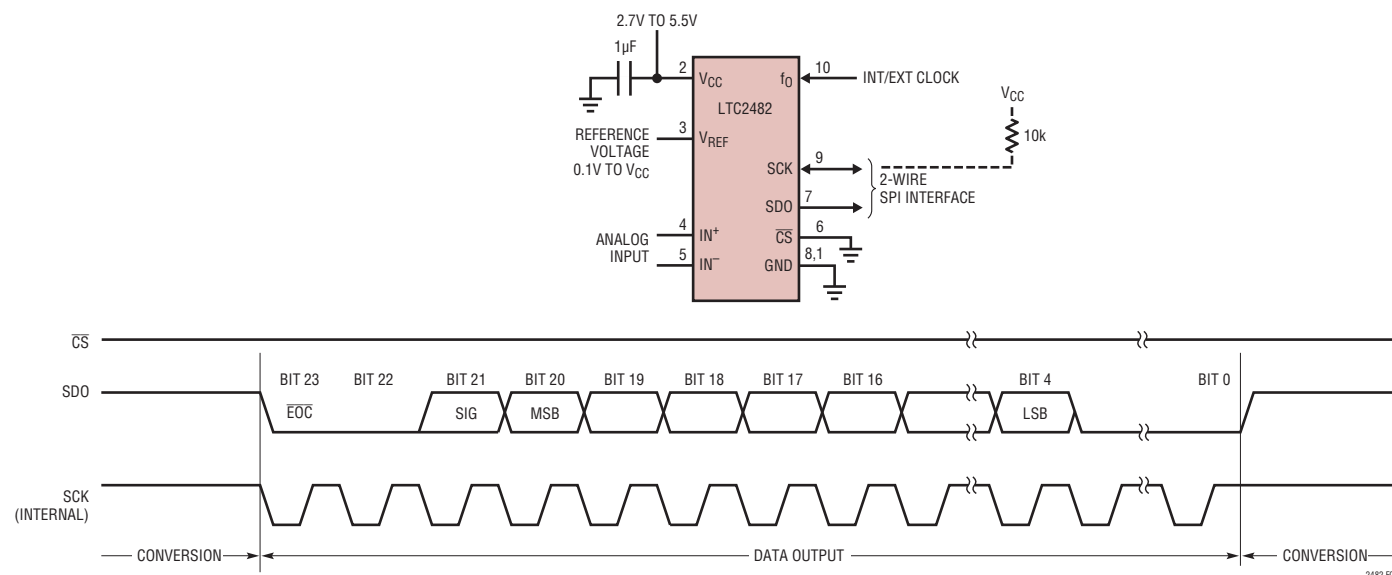 2.7V TO 5.5V
1µF
2
VCC
fO
10
INT/EXT CLOCK
LTC2482
VCC
10k
REFERENCE
VOLTAGE
0.1V TO VCC
3
VREF
SCK
9
2-WIRE
SPI INTERFACE
SDO
7
ANALOG
INPUT
4
IN+
CS
6
5
IN–
GND
8,1
CS
SDO
BIT 23
BIT 22
BIT 21
BIT 20
BIT 19
BIT 18
BIT 17
BIT 16
BIT 4
BIT 0
EOC
SIG
MSB
LSB
SCK
(INTERNAL)
CONVERSION
DATA OUTPUT
CONVERSION